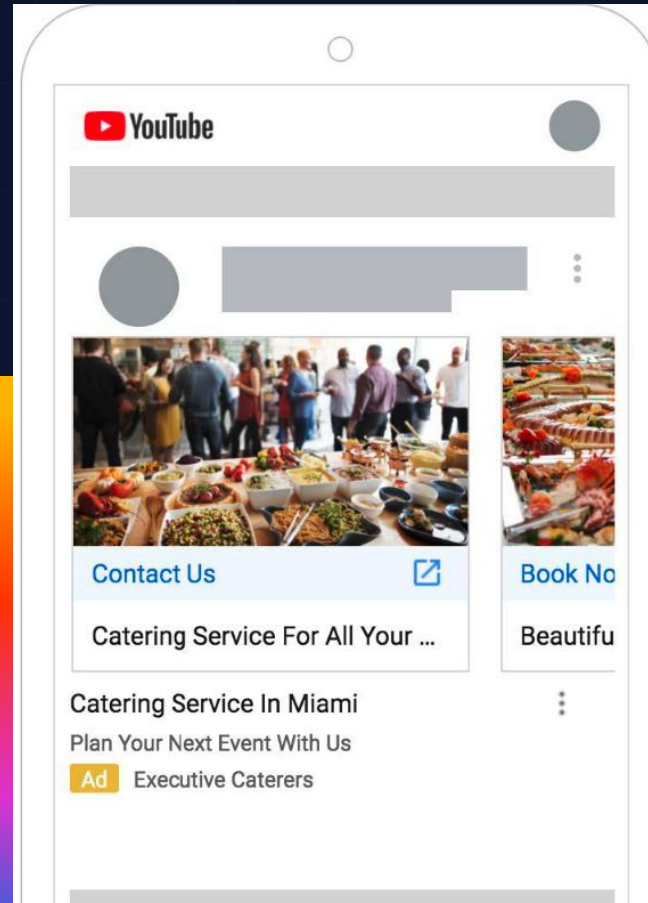 YouTube
Contact Us
Book No
Catering Service For All Your ...
Beautifu
Catering Service In Miami
Plan Your Next Event With Us
Ad Executive Caterers